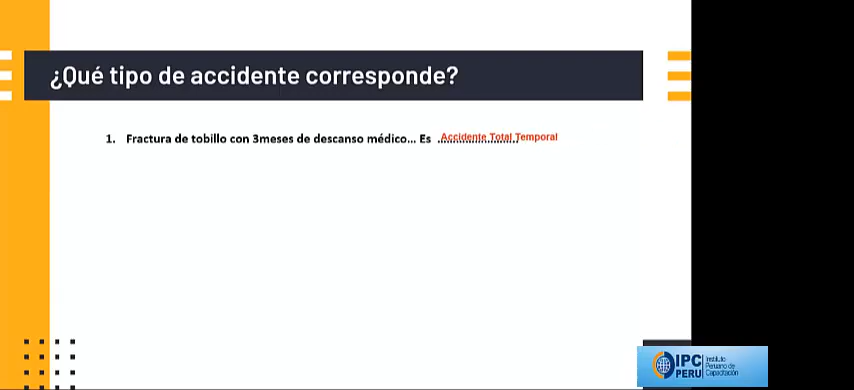 ¿Qué tipo de accidente corresponde?
1. Fractura de tobillo con 3meses de descanso médico... Es .......................... Accidente Total Temporal
IPC PERU
Instituto
Peruano de
Capacitación